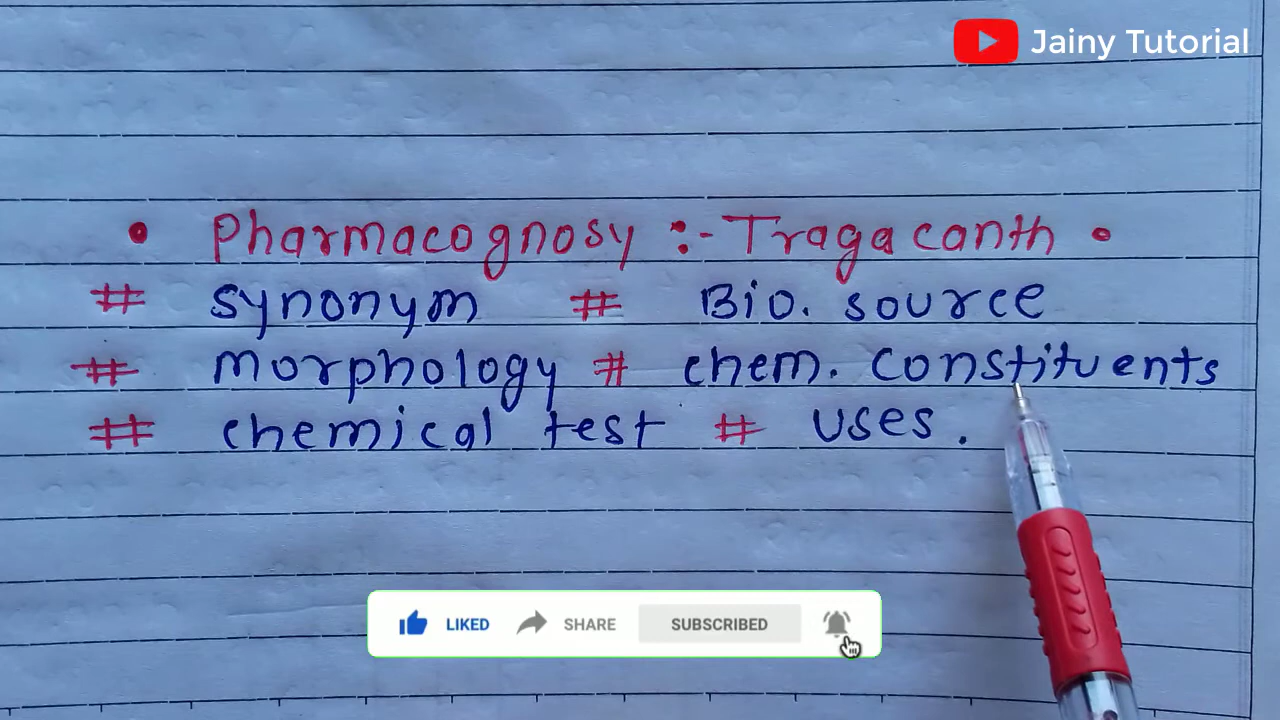 Jainy Tutorial
• Pharmacognosy :- Tragacanth •
# synonym # Bio. source
# morphology # chem. constituents
# chemical test # uses.
LIKED SHARE SUBSCRIBED